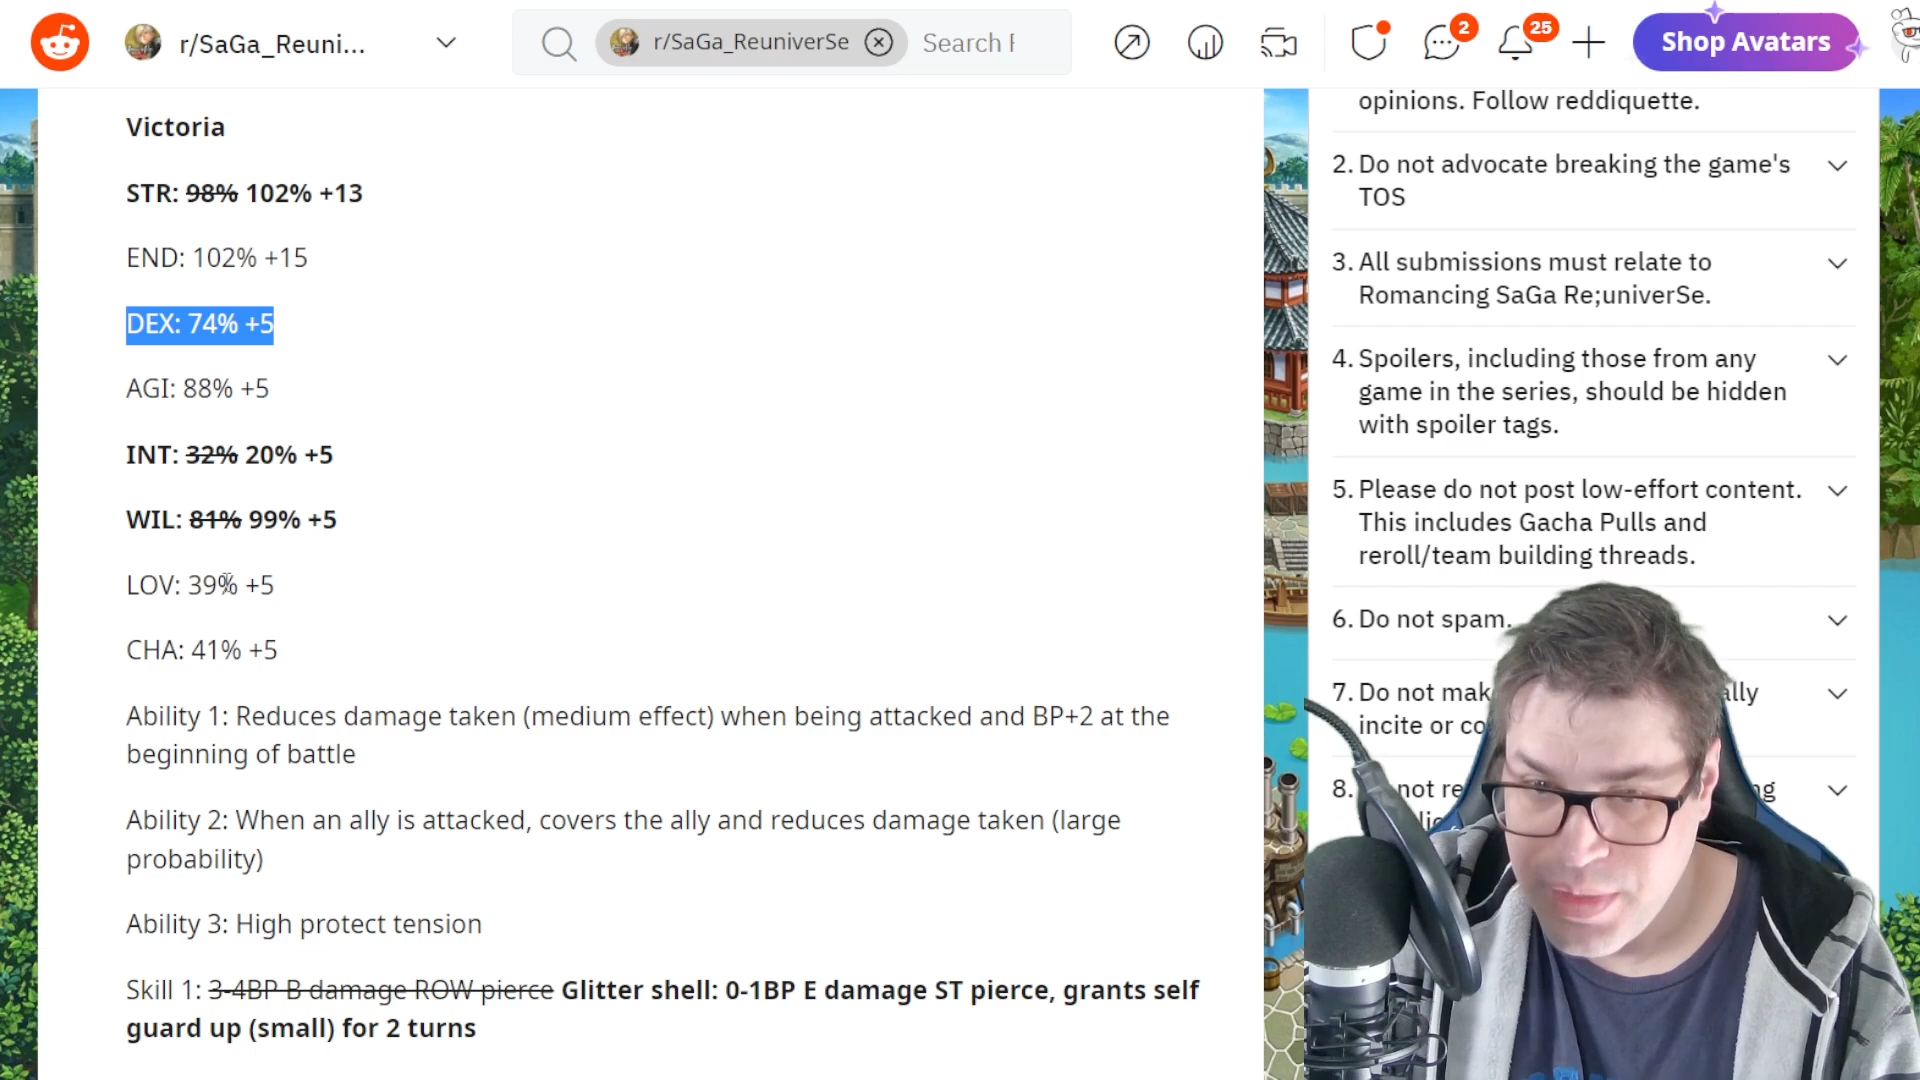 r/SaGa_Reuni...
r/SaGa_ReuniverSe
Search
2
25
Shop Avatars
Victoria
STR: 98% 102% +13
END: 102% +15
DEX: 74% +5
AGI: 88% +5
INT: 32% 20% +5
WIL: 81% 99% +5
LOV: 39% +5
CHA: 41% +5
Ability 1: Reduces damage taken (medium effect) when being attacked and BP+2 at the
beginning of battle
Ability 2: When an ally is attacked, covers the ally and reduces damage taken (large
probability)
Ability 3: High protect tension
Skill 1: 3-4BP B damage ROW pierce Glitter shell: 0-1BP E damage ST pierce, grants self
guard up (small) for 2 turns
opinions. Follow reddiquette.
2. Do not advocate breaking the game's
TOS
3. All submissions must relate to
Romancing SaGa Re;univerSe.
4. Spoilers, including those from any
game in the series, should be hidden
with spoiler tags.
5. Please do not post low-effort content.
This includes Gacha Pulls and
reroll/team building threads.
6. Do not spam.
7. Do not
incite or
8. not